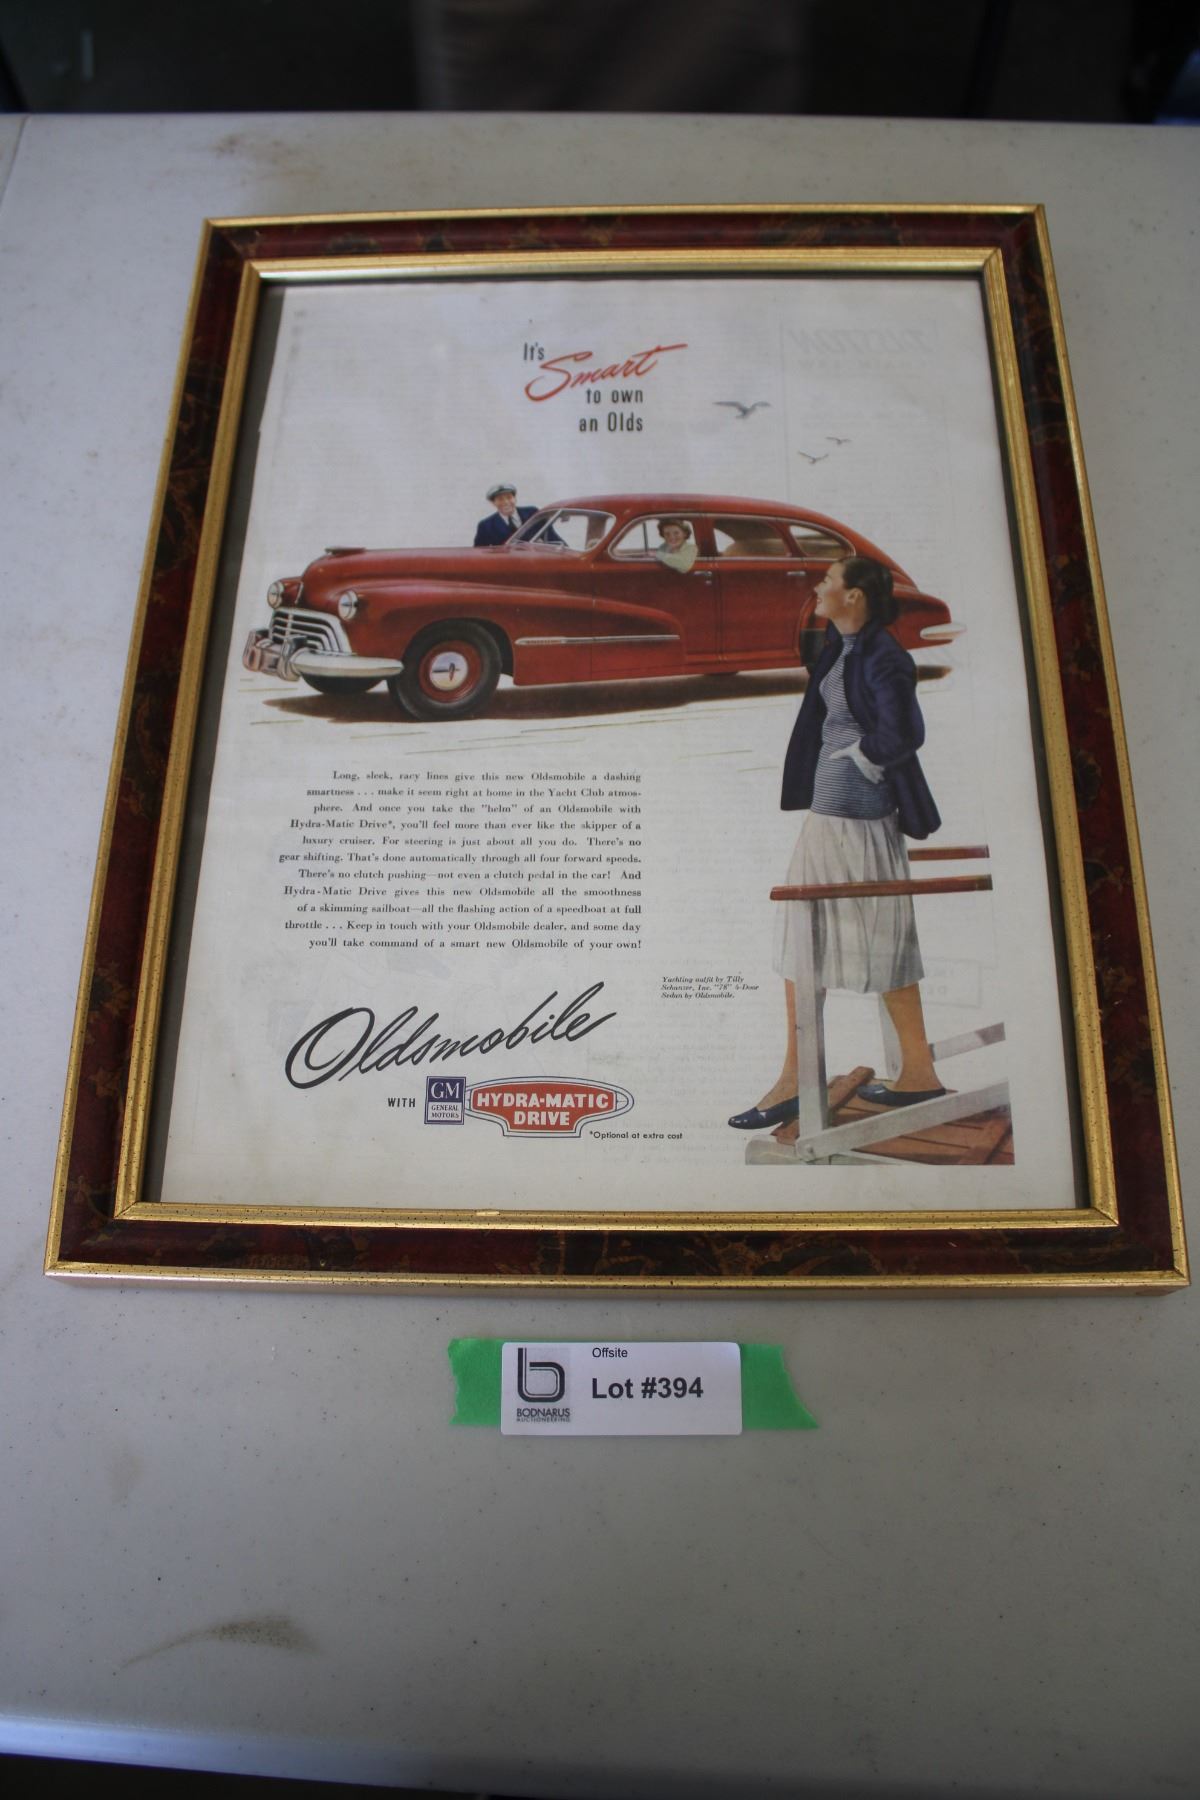 It's
Smart
to own
an Olds
Long, sleek, racy lines give this new Oldsmobile a dashing
smartness . . . make it seem right at home in the Yacht Club atmos-
phere. And once you take the "helm" of an Oldsmobile with
Hydra-Matic Drive*, you'll feel more than ever like the skipper of a
luxury cruiser. For steering is just about all you do. There's no
gear shifting. That's done automatically through all four forward speeds.
There's no clutch pushing—not even a clutch pedal in the car! And
Hydra-Matic Drive gives this new Oldsmobile all the smoothness
of a skimming sailboat—all the flashing action of a speedboat at full
throttle . . . Keep in touch with your Oldsmobile dealer, and some day
you'll take command of a smart new Oldsmobile of your own!
Yachting outfit by Tilly
Schanzer, Inc. "78" 4-Door
Sedan by Oldsmobile.
Oldsmobile
WITH
GM
GENERAL
MOTORS
HYDRA-MATIC
DRIVE
*Optional at extra cost
Offsite
Lot #394
BODNARUS
AUCTIONEERING